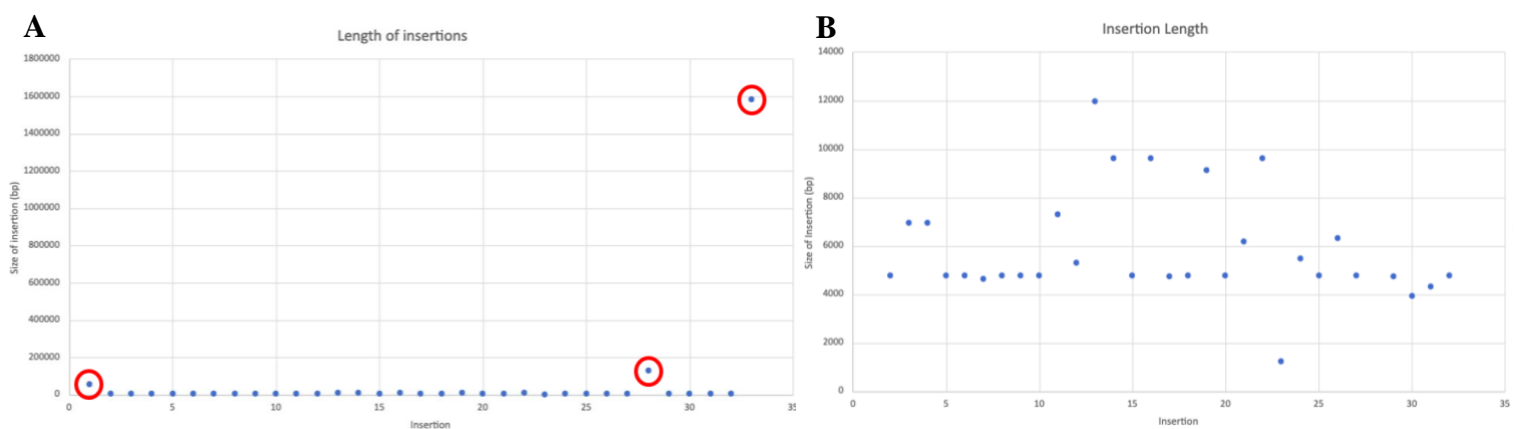 A
Length of insertions
Size of insertion (bp)
1800000
1600000
1400000
1200000
1000000
800000
600000
400000
200000
0
0 5 10 15 20 25 30 35
Insertion
B
Insertion Length
Size of Insertion (bp)
14000
12000
10000
8000
6000
4000
2000
0
0 5 10 15 20 25 30 35
Insertion